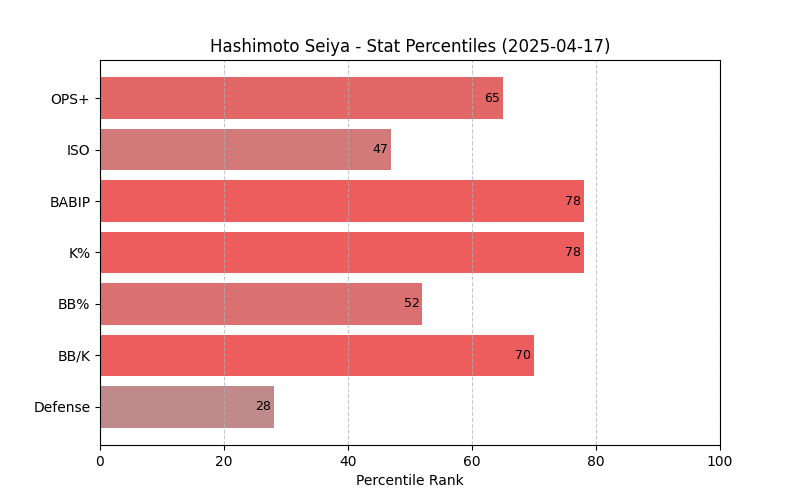 Hashimoto Seiya - Stat Percentiles (2025-04-17)
OPS+ 65
ISO 47
BABIP 78
K% 78
BB% 52
BB/K 70
Defense 28
0 20 40 60 80 100
Percentile Rank